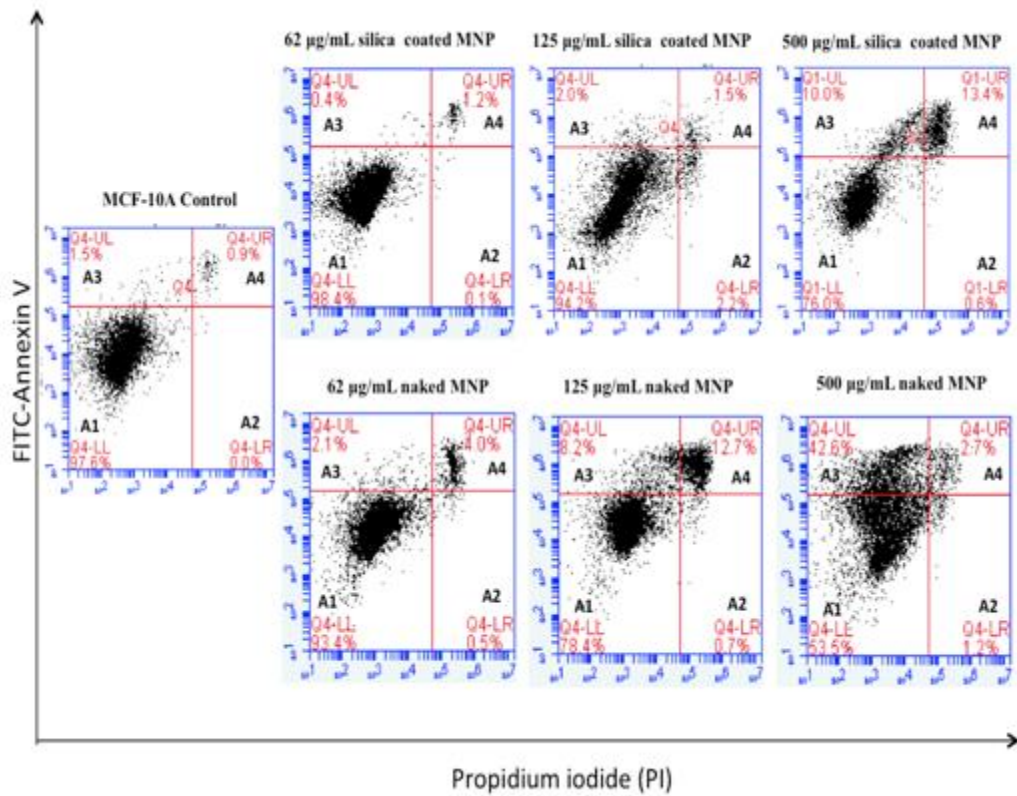 62 μg/mL silica coated MNP
125 μg/mL silica coated MNP
500 μg/mL silica coated MNP
Q4-UL
0.4%
Q4-UR
1.2%
A3
A4
A1
A2
Q4-LL
98.4%
Q4-LR
0.1%
Q4-UL
2.0%
Q4-UR
1.5%
Q4
A3
A4
A1
A2
Q4-LL
94.2%
Q4-LR
2.2%
Q1-UL
10.0%
Q1-UR
13.4%
A3
A4
A1
A2
Q1-LL
76.0%
Q1-LR
0.6%
MCF-10A Control
Q4-UL
1.5%
Q4-UR
0.9%
Q4
A3
A4
A1
A2
Q4-LL
97.6%
Q4-LR
0.0%
FITC-Annexin V
62 μg/mL naked MNP
125 μg/mL naked MNP
500 μg/mL naked MNP
Q4-UL
2.1%
Q4-UR
4.0%
A3
A4
A1
A2
Q4-LL
93.4%
Q4-LR
0.5%
Q4-UL
8.2%
Q4-UR
12.7%
A3
A4
A1
A2
Q4-LL
78.4%
Q4-LR
0.7%
Q4-UL
42.6%
Q4-UR
2.7%
A3
A4
A1
A2
Q4-LL
53.5%
Q4-LR
1.2%
Propidium iodide (PI)